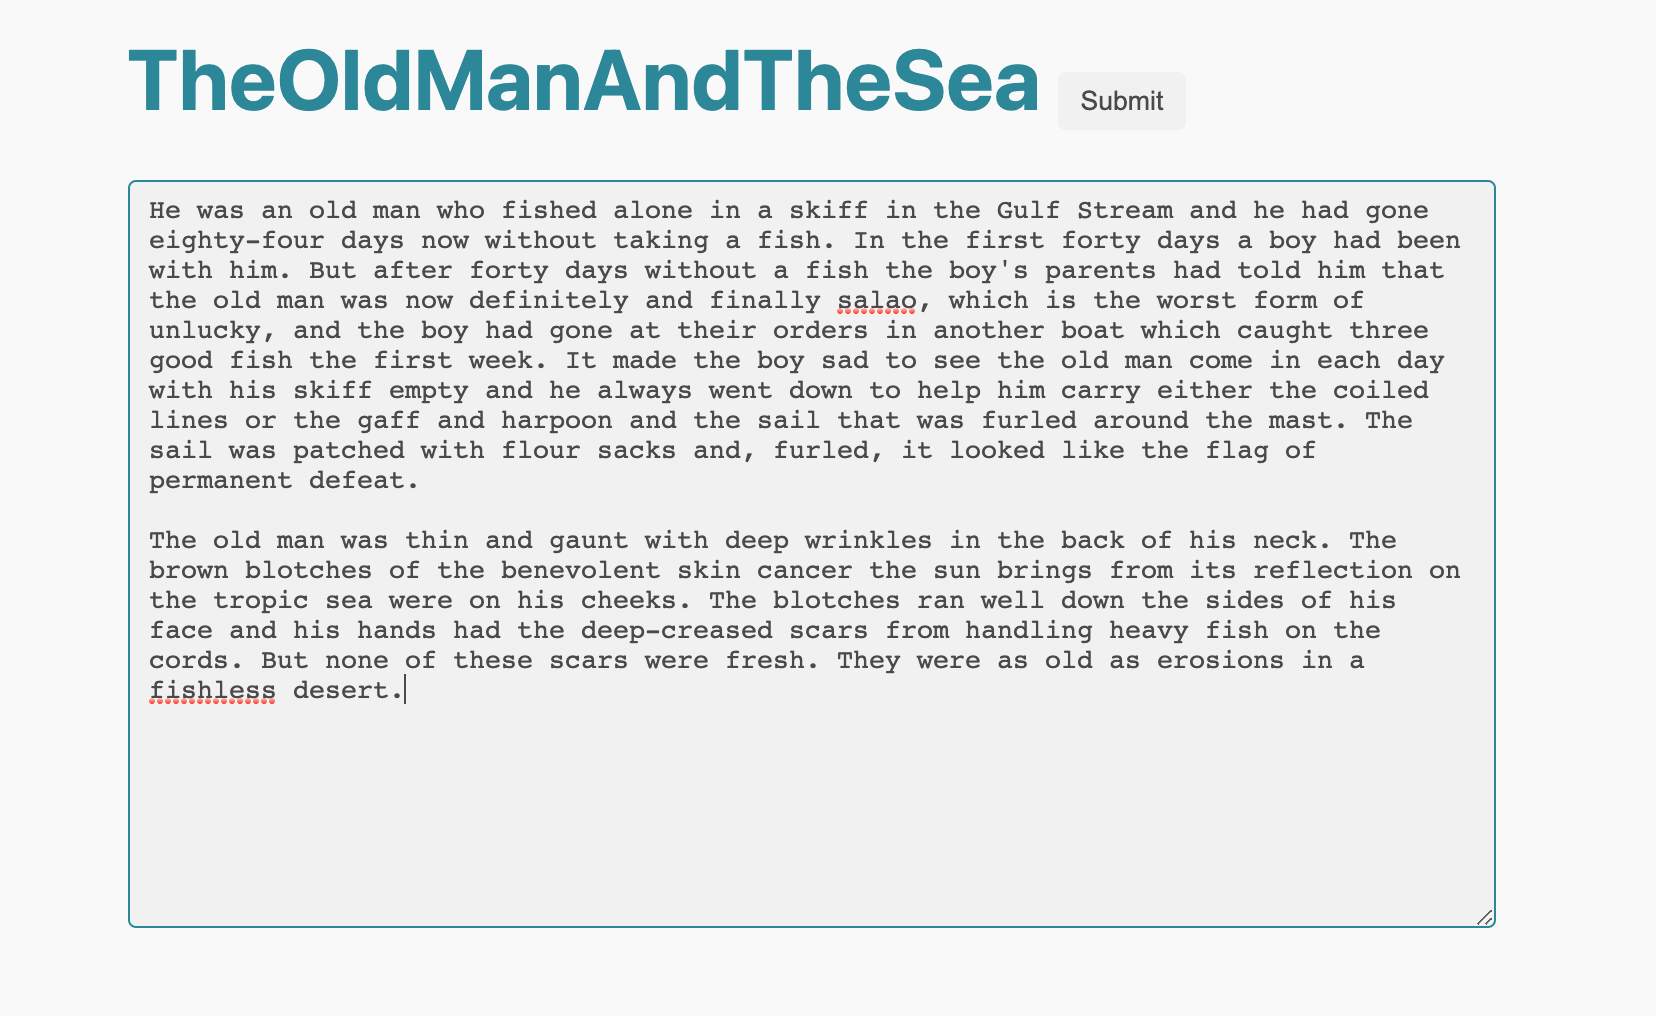 TheOldManAndTheSea
Submit
He was an old man who fished alone in a skiff in the Gulf Stream and he had gone
eighty-four days now without taking a fish. In the first forty days a boy had been
with him. But after forty days without a fish the boy's parents had told him that
the old man was now definitely and finally salao, which is the worst form of
unlucky, and the boy had gone at their orders in another boat which caught three
good fish the first week. It made the boy sad to see the old man come in each day
with his skiff empty and he always went down to help him carry either the coiled
lines or the gaff and harpoon and the sail that was furled around the mast. The
sail was patched with flour sacks and, furled, it looked like the flag of
permanent defeat.

The old man was thin and gaunt with deep wrinkles in the back of his neck. The
brown blotches of the benevolent skin cancer the sun brings from its reflection on
the tropic sea were on his cheeks. The blotches ran well down the sides of his
face and his hands had the deep-creased scars from handling heavy fish on the
cords. But none of these scars were fresh. They were as old as erosions in a
fishless desert.